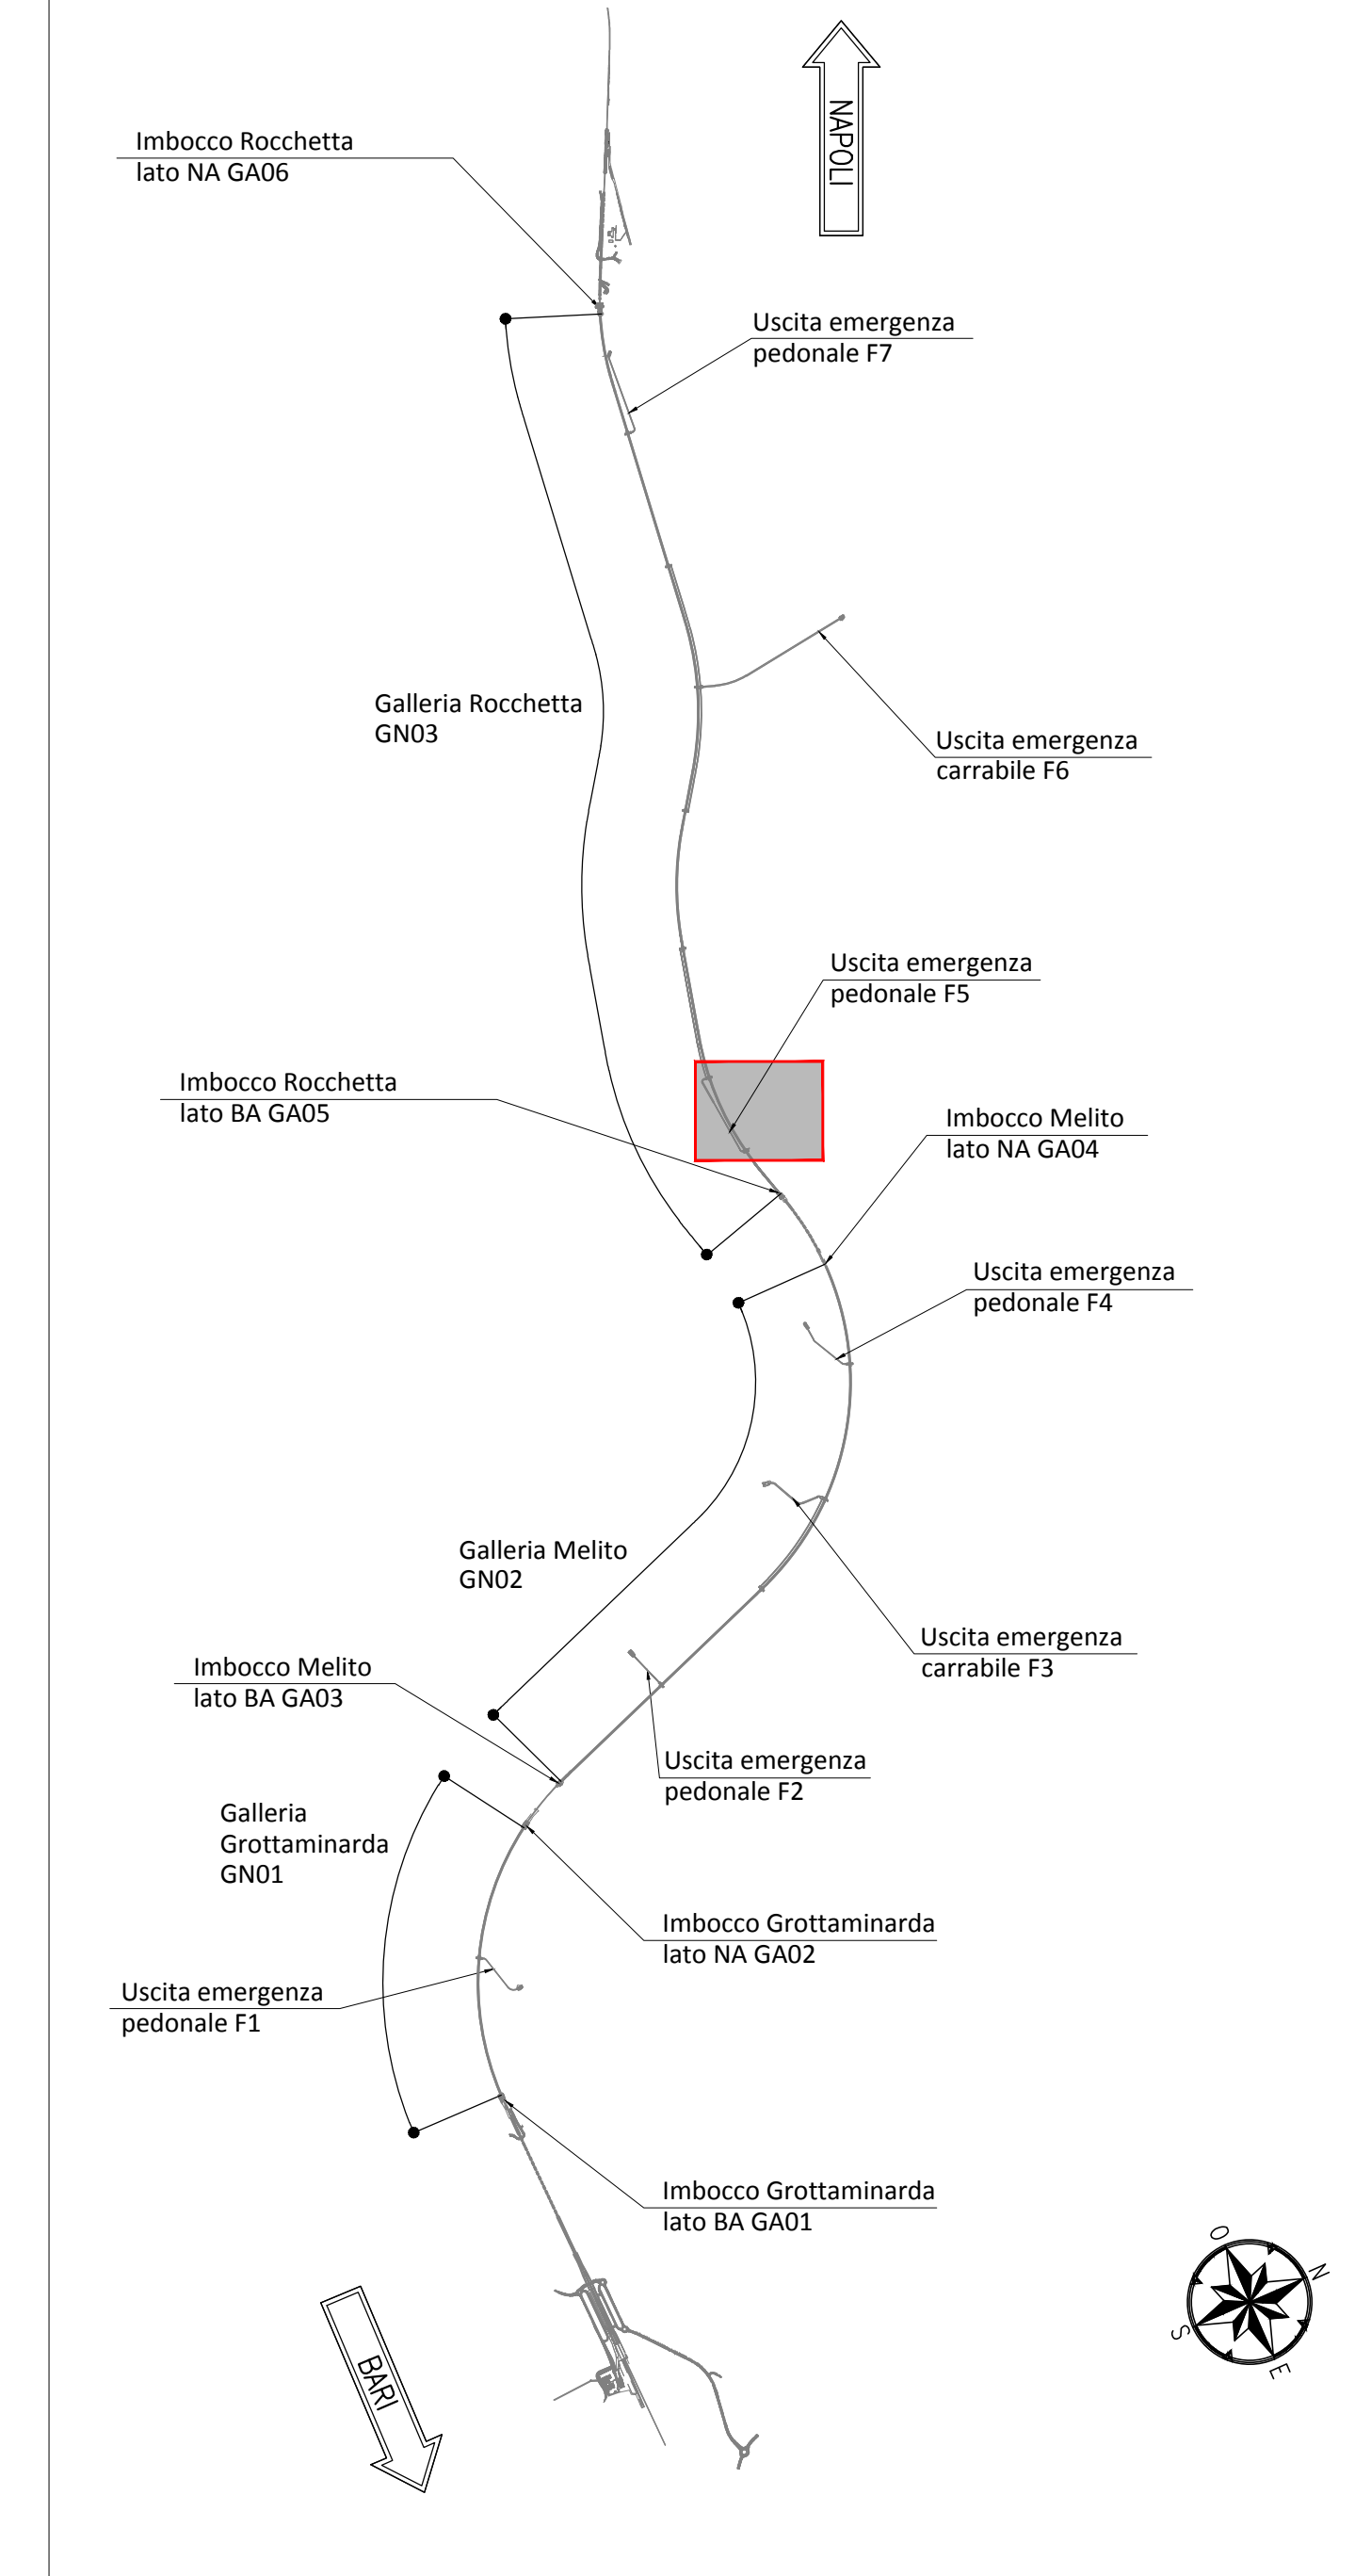 NAPOLI
Imbocco Rocchetta
lato NA GA06
Uscita emergenza
pedonale F7
Galleria Rocchetta
GN03
Uscita emergenza
carrabile F6
Uscita emergenza
pedonale F5
Imbocco Rocchetta
lato BA GA05
Imbocco Melito
lato NA GA04
Uscita emergenza
pedonale F4
Galleria Melito
GN02
Uscita emergenza
carrabile F3
Imbocco Melito
lato BA GA03
Uscita emergenza
pedonale F2
Galleria
Grottaminarda
GN01
Imbocco Grottaminarda
lato NA GA02
Uscita emergenza
pedonale F1
Imbocco Grottaminarda
lato BA GA01
BARI
O
N
S
E